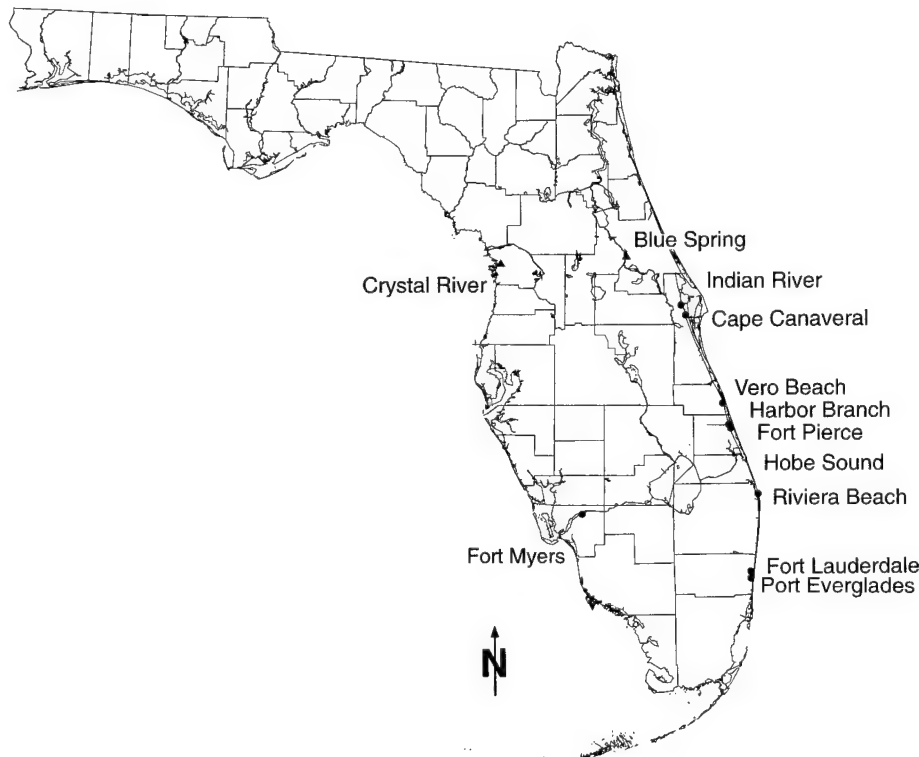 Blue Spring
Crystal River
Indian River
Cape Canaveral
Vero Beach
Harbor Branch
Fort Pierce
Hobe Sound
Riviera Beach
Fort Myers
Fort Lauderdale
Port Everglades
N